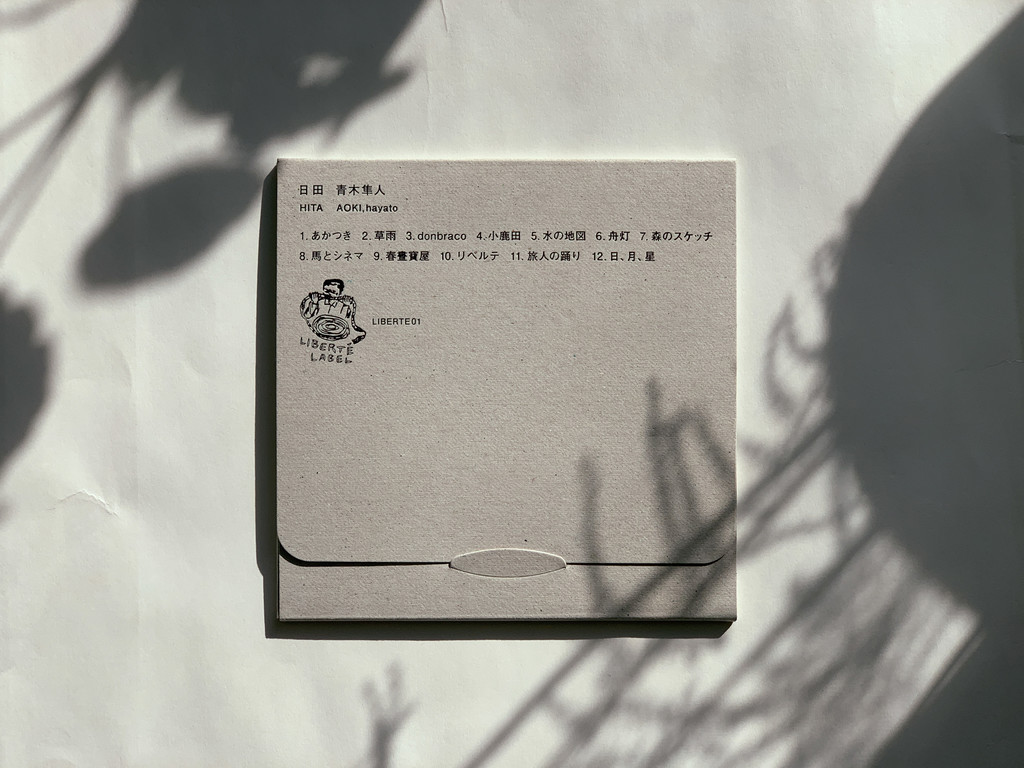 日田　青木隼人
HITA　AOKI,hayato
1. あかつき　2. 草雨　3. donbraco　4. 小鹿田　5. 水の地図　6. 舟灯　7. 森のスケッチ
8. 馬とシネマ　9. 春豊寶屋　10. リベルテ　11. 旅人の踊り　12. 日、月、星
LIBERTE01
LIBERTÉ
LABEL